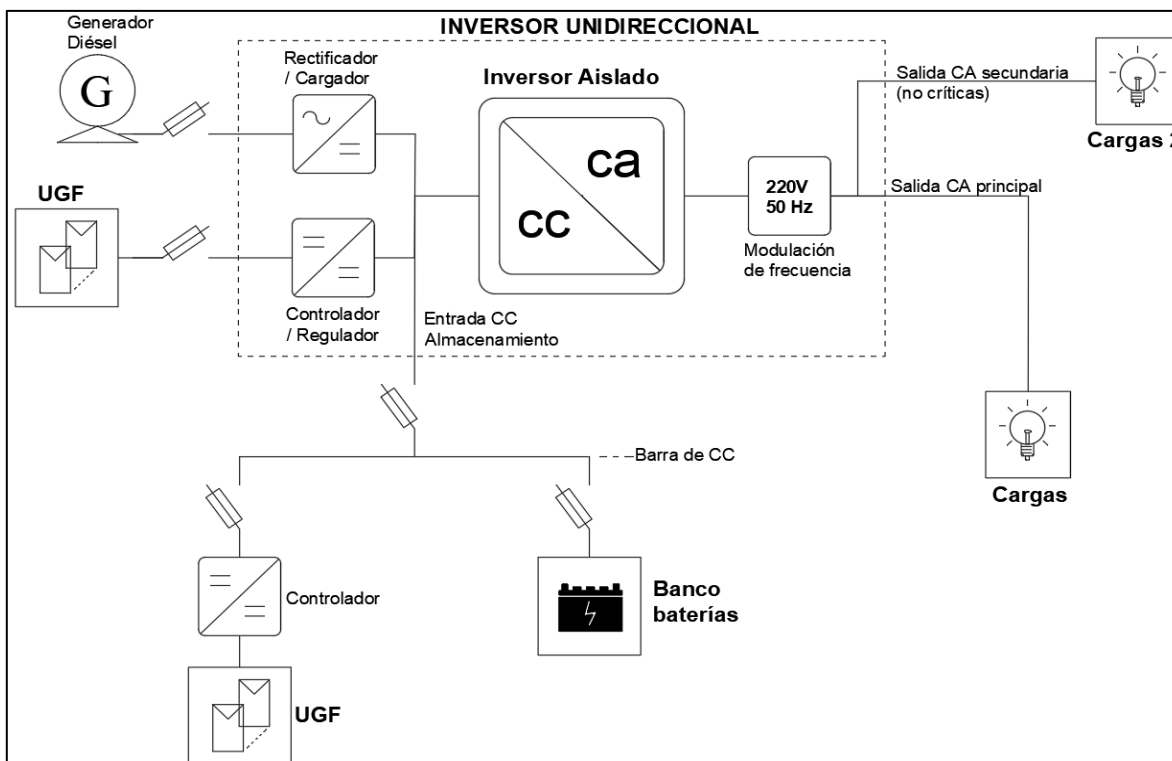 INVERSOR UNIDIRECCIONAL
Generador
Diésel
G
Rectificador
/ Cargador
Inversor Aislado
ca
cc
Salida CA secundaria
(no críticas)
Cargas 2
UGF
220V
50 Hz
Salida CA principal
Modulación
de frecuencia
Controlador
/ Regulador
Entrada CC
Almacenamiento
Barra de CC
Cargas
Controlador
Banco
baterías
UGF